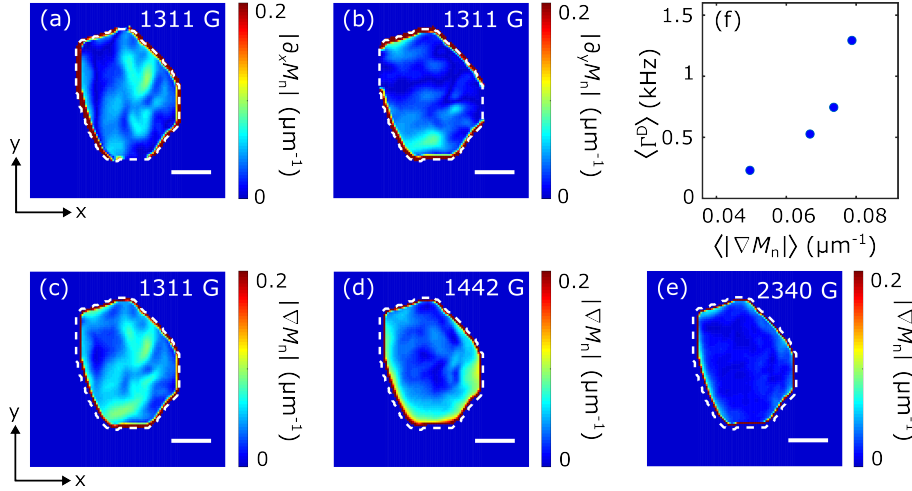 (a) 1311 G
0.2
0
|∂xMn| (µm-1)
(b) 1311 G
0.2
0
|∂yMn| (µm-1)
(f)
1.5
1
0.5
0
⟨Γᴰ⟩ (kHz)
0.04 0.06 0.08
⟨|∇Mn|⟩ (µm-1)
y
x
(c) 1311 G
0.2
0
|∇Mn| (µm-1)
(d) 1442 G
0.2
0
|∇Mn| (µm-1)
(e) 2340 G
0.2
0
|∇Mn| (µm-1)
y
x